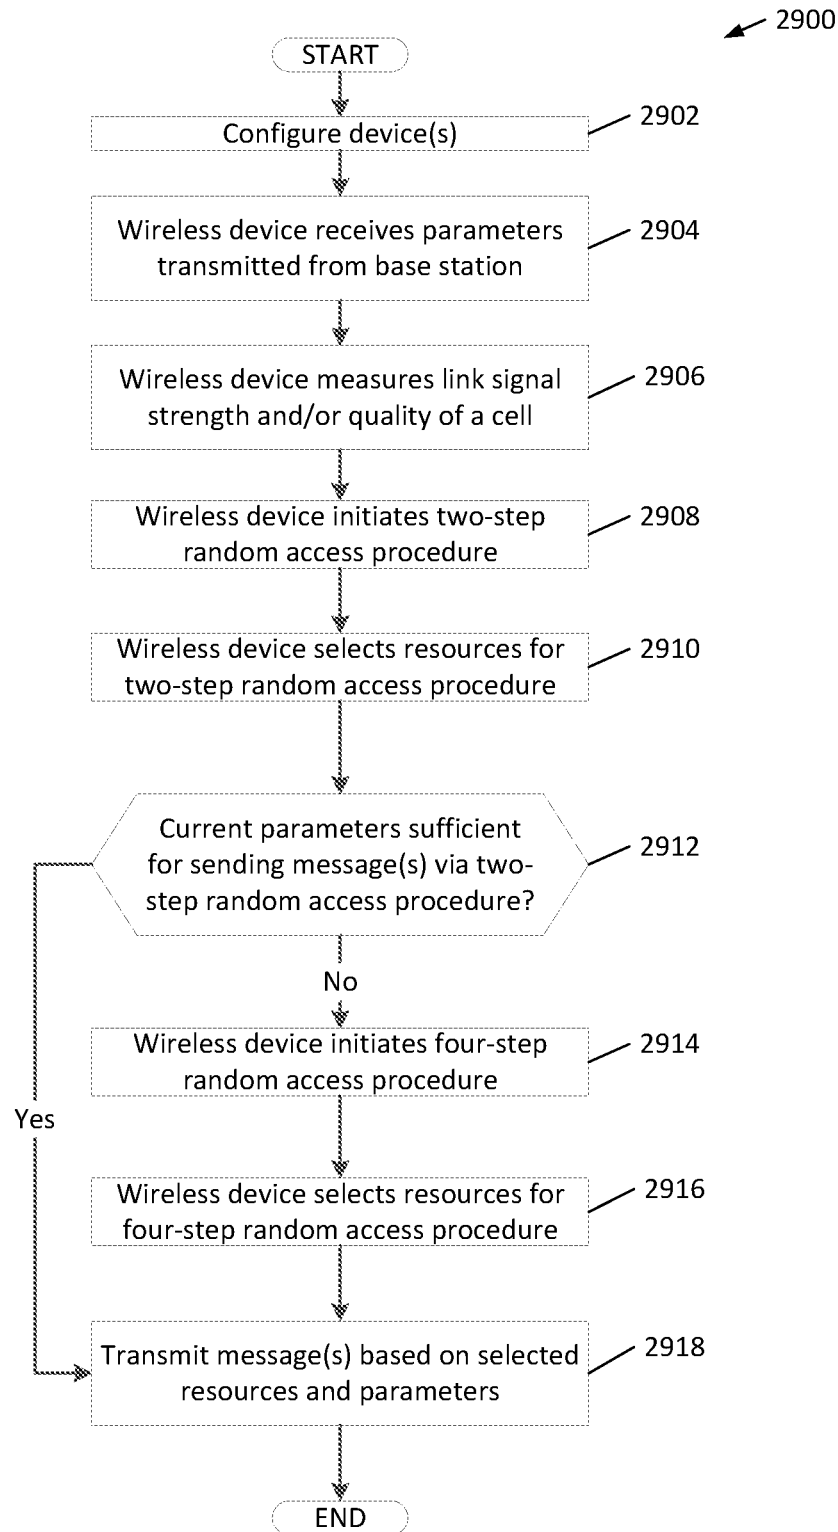 2900
START
Configure device(s)
2902
Wireless device receives parameters
transmitted from base station
2904
Wireless device measures link signal
strength and/or quality of a cell
2906
Wireless device initiates two-step
random access procedure
2908
Wireless device selects resources for
two-step random access procedure
2910
Current parameters sufficient
for sending message(s) via two-
step random access procedure?
2912
No
Wireless device initiates four-step
random access procedure
2914
Yes
Wireless device selects resources for
four-step random access procedure
2916
Transmit message(s) based on selected
resources and parameters
2918
END